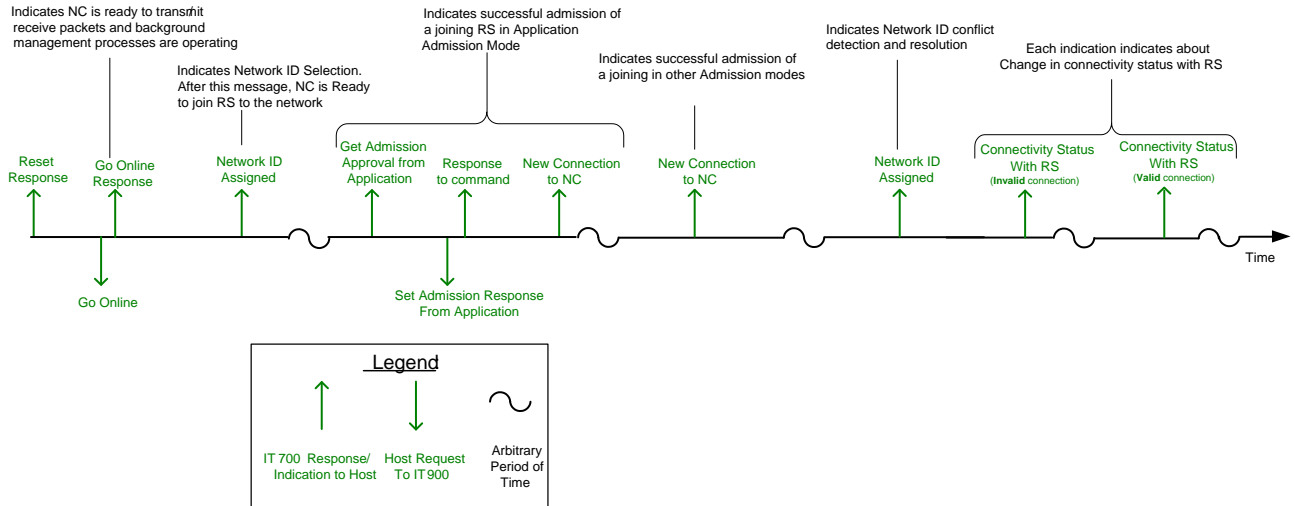 Indicates NC is ready to transmit
receive packets and background
management processes are operating
Indicates Network ID Selection.
After this message, NC is Ready
to join RS to the network
Indicates successful admission of
a joining RS in Application
Admission Mode
Indicates successful admission of
a joining in other Admission modes
Indicates Network ID conflict
detection and resolution
Each indication indicates about
Change in connectivity status with RS
Reset
Response
Go Online
Response
Network ID
Assigned
Get Admission
Approval from
Application
Response
to command
New Connection
to NC
New Connection
to NC
Network ID
Assigned
Connectivity Status
With RS
(Invalid connection)
Connectivity Status
With RS
(Valid connection)
Time
Go Online
Set Admission Response
From Application
Legend:
IT 700 Response/
Indication to Host
Host Request
To IT 900
Arbitrary
Period of
Time